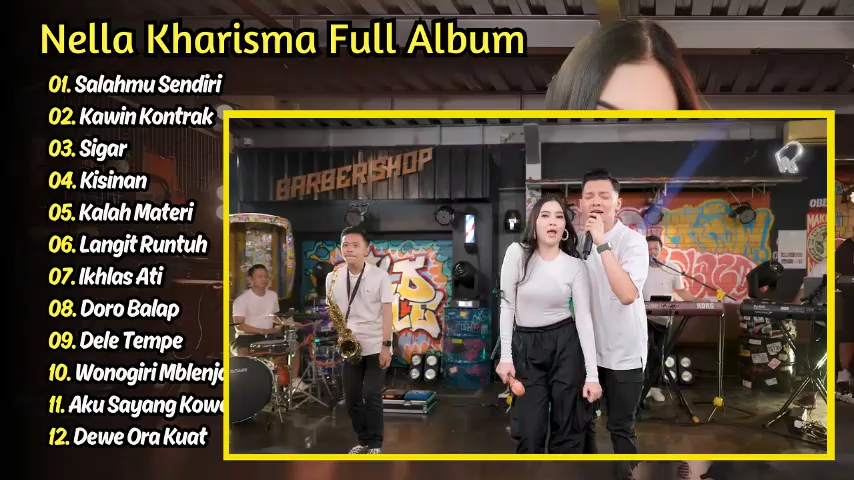 Nella Kharisma Full Album
01. Salahmu Sendiri
02. Kawin Kontrak
03. Sigar
04. Kisinan
05. Kalah Materi
06. Langit Runtuh
07. Ikhlas Ati
08. Doro Balap
09. Dele Tempe
10. Wonogiri Mblenjo
11. Aku Sayang Kowe
12. Dewe Ora Kuat
BARBERSHOP
KORG